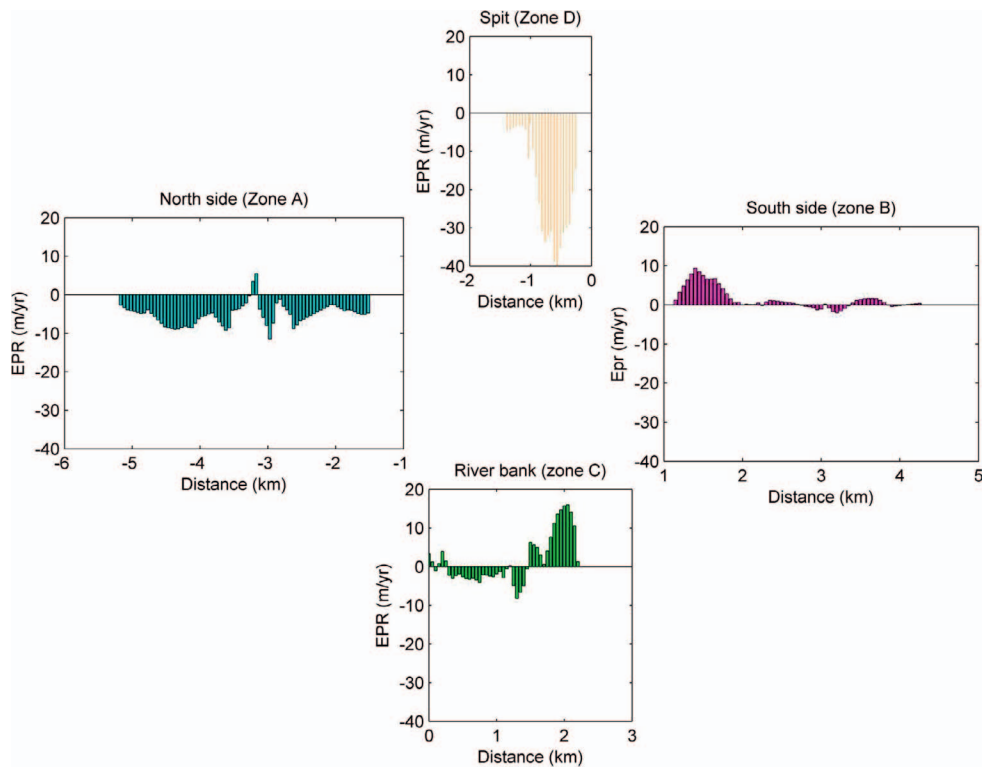 Spit (Zone D)
20
10
0
-10
-20
-30
-40
EPR (m/yr)
-2 -1 0
Distance (km)
North side (Zone A)
20
10
0
-10
-20
-30
-40
EPR (m/yr)
-6 -5 -4 -3 -2 -1
Distance (km)
South side (zone B)
20
10
0
-10
-20
-30
-40
Epr (m/yr)
1 2 3 4 5
Distance (km)
River bank (zone C)
20
10
0
-10
-20
-30
-40
EPR (m/yr)
0 1 2 3
Distance (km)